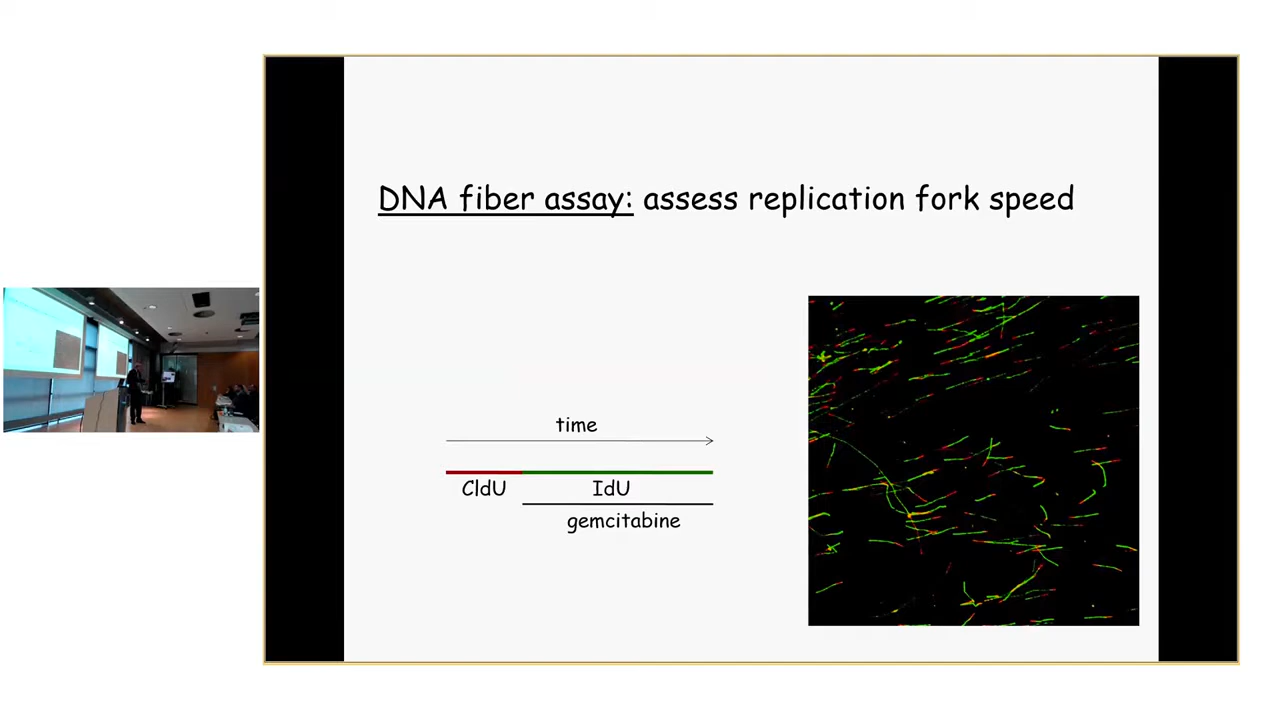 DNA fiber assay: assess replication fork speed
time
CldU IdU
gemcitabine